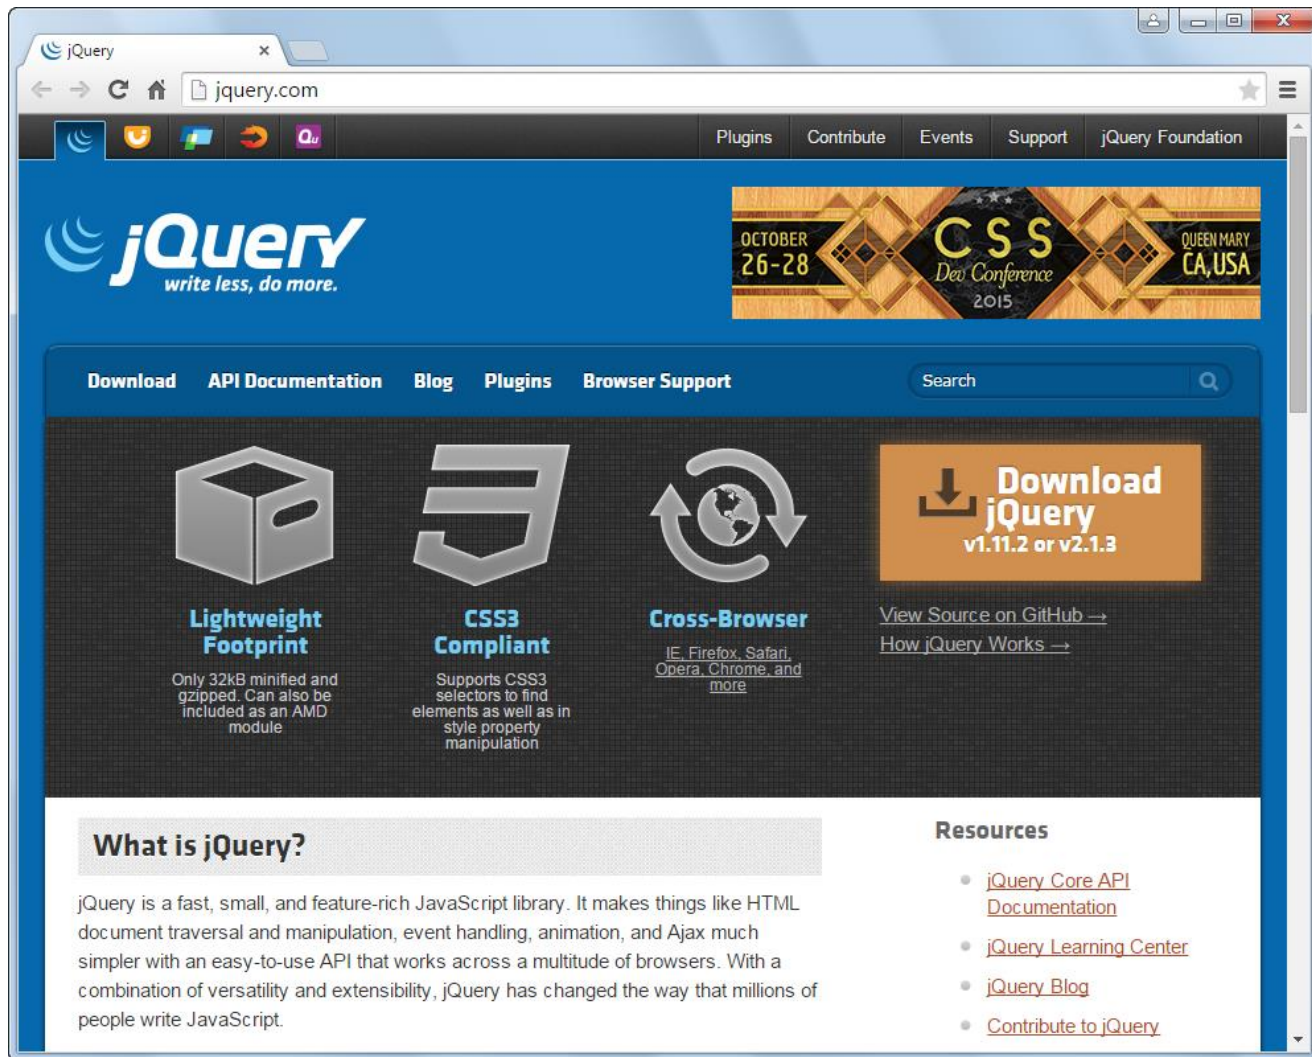 jQuery
jquery.com
Qu
Plugins Contribute Events Support jQuery Foundation
jQuery
write less, do more.
OCTOBER
26-28
CSS
Dev Conference
2015
QUEEN MARY
CA, USA
Download API Documentation Blog Plugins Browser Support Search
Download
jQuery
v1.11.2 or v2.1.3
Lightweight
Footprint
Only 32kB minified and
gzipped. Can also be
included as an AMD
module
CSS3
Compliant
Supports CSS3
selectors to find
elements as well as in
style property
manipulation
Cross-Browser
IE, Firefox, Safari,
Opera, Chrome, and
more
View Source on GitHub →
How jQuery Works →
What is jQuery?
jQuery is a fast, small, and feature-rich JavaScript library. It makes things like HTML
document traversal and manipulation, event handling, animation, and Ajax much
simpler with an easy-to-use API that works across a multitude of browsers. With a
combination of versatility and extensibility, jQuery has changed the way that millions of
people write JavaScript.
Resources
jQuery Core API
Documentation
jQuery Learning Center
jQuery Blog
Contribute to jQuery